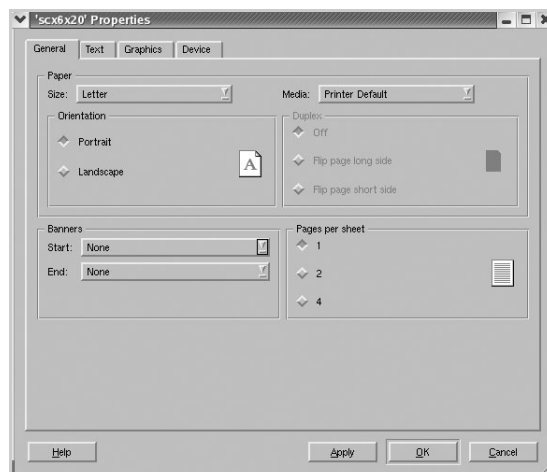 'scx6x20' Properties
General Text Graphics Device
Paper
Size: Letter Media: Printer Default
Orientation
Portrait
Landscape
A
Duplex
Off
Flip page long side
Flip page short side
Banners
Start: None
End: None
Pages per sheet
1
2
4
Help Apply OK Cancel